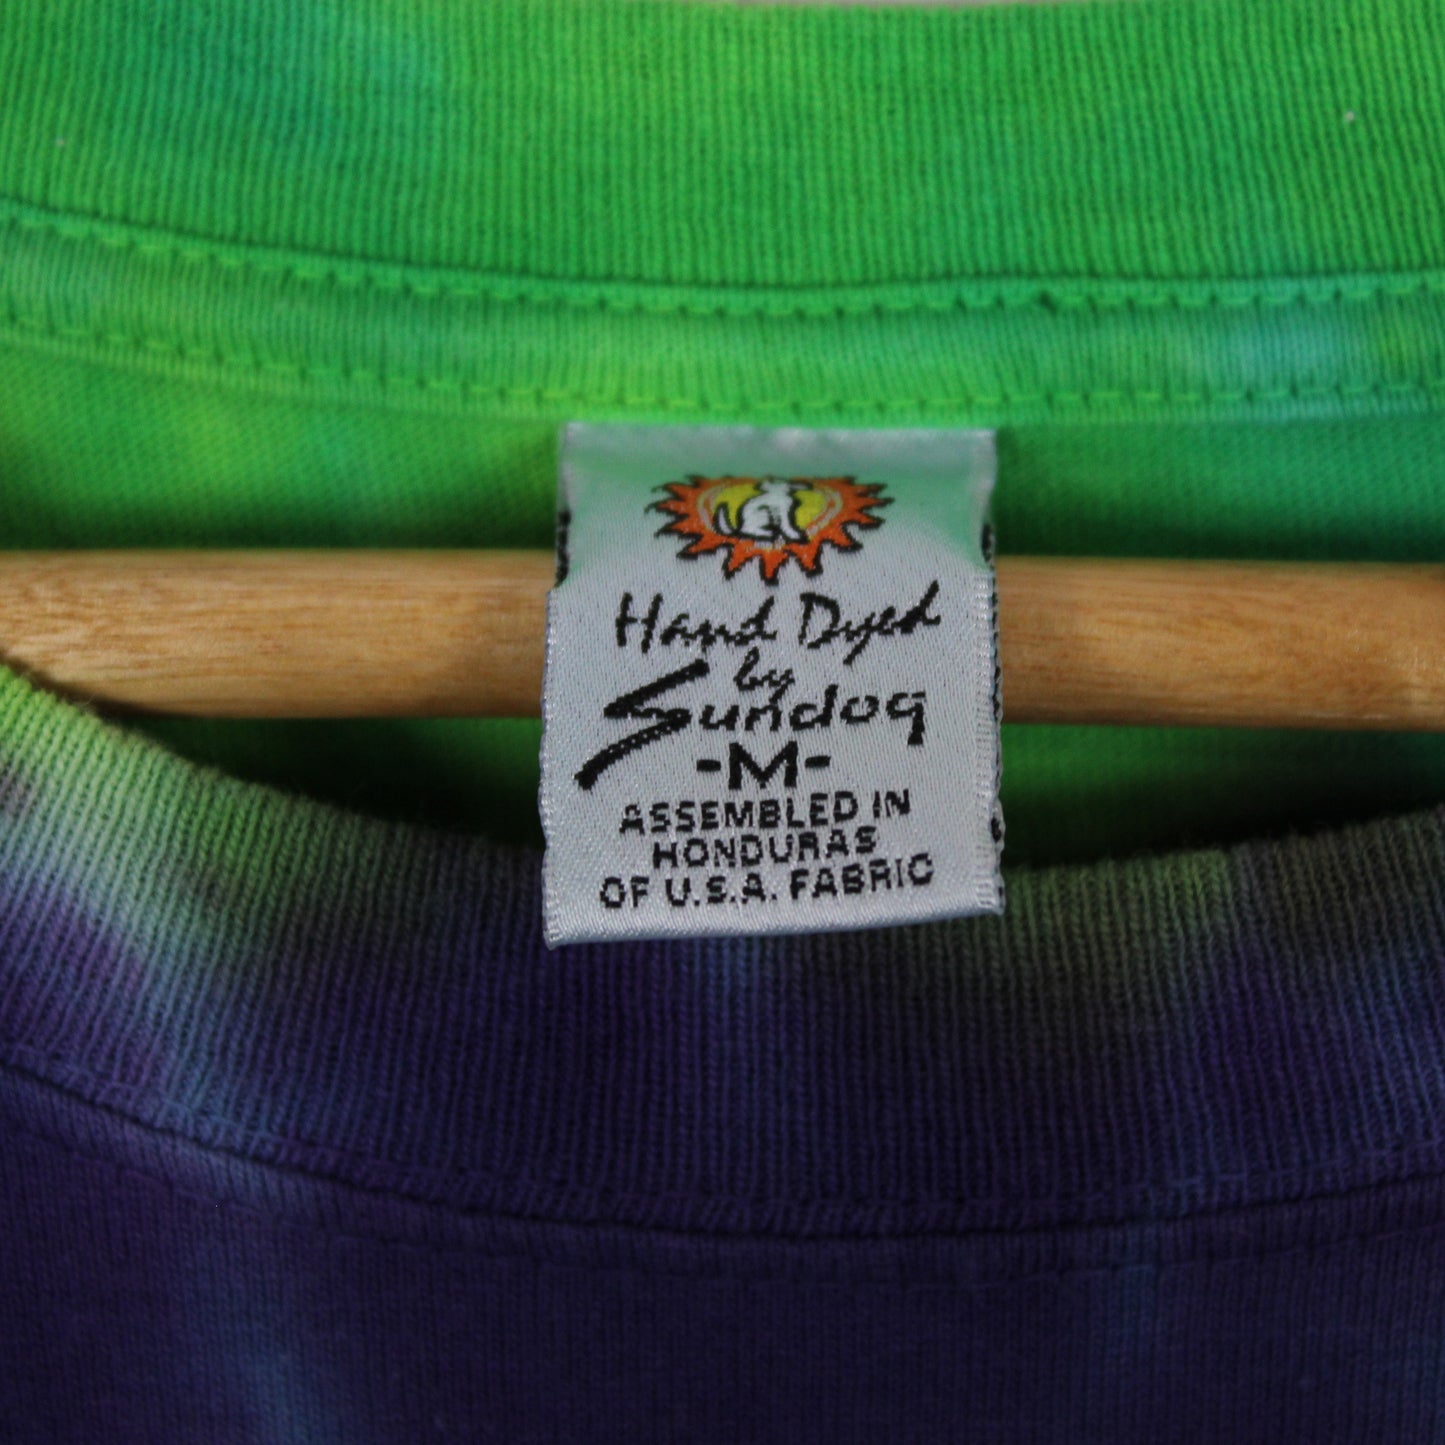 Hand Dyed
by
Sundog
-M-
ASSEMBLED IN
HONDURAS
OF U.S.A. FABRIC